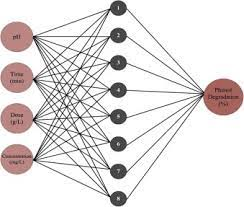 pH
Time
(min)
Dose
(g/L)
Concentration
(mg/L)
1
2
3
4
5
6
7
8
Phenol
Degradation
(%)